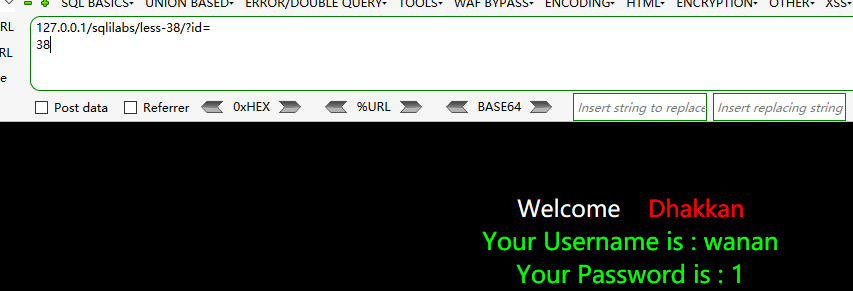 SQL BASICS▾ UNION BASED▾ ERROR/DOUBLE QUERY▾ TOOLS▾ WAF BYPASS▾ ENCODING▾ HTML▾ ENCRYPTION▾ OTHER▾ XSS▾
RL 127.0.0.1/sqlilabs/less-38/?id=
38
RL
e
Post data Referrer 0xHEX %URL BASE64 Insert string to replace Insert replacing string
Welcome Dhakkan
Your Username is : wanan
Your Password is : 1